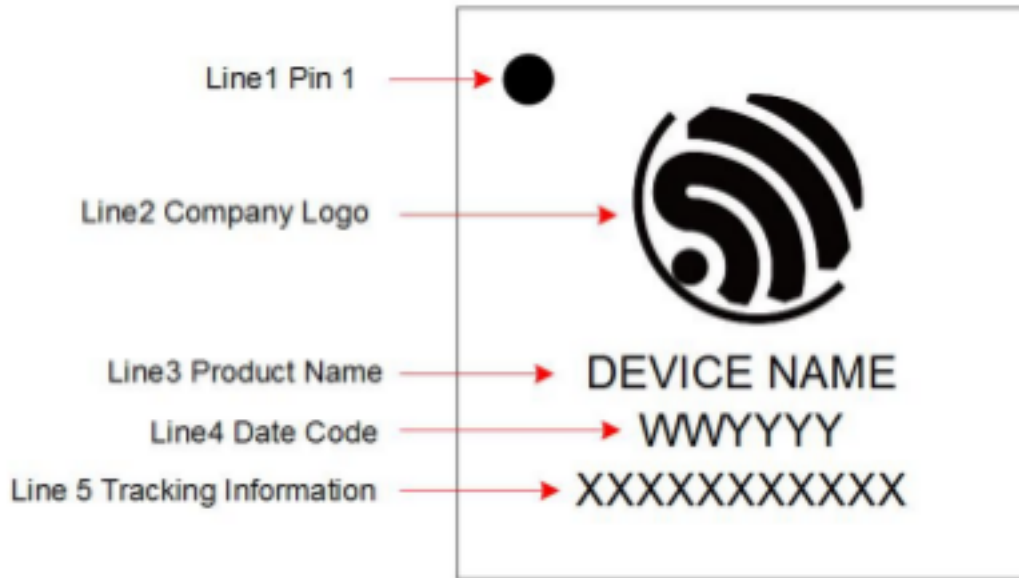 Line1 Pin 1
Line2 Company Logo
Line3 Product Name
DEVICE NAME
Line4 Date Code
WWYYYY
Line 5 Tracking Information
XXXXXXXXXXX